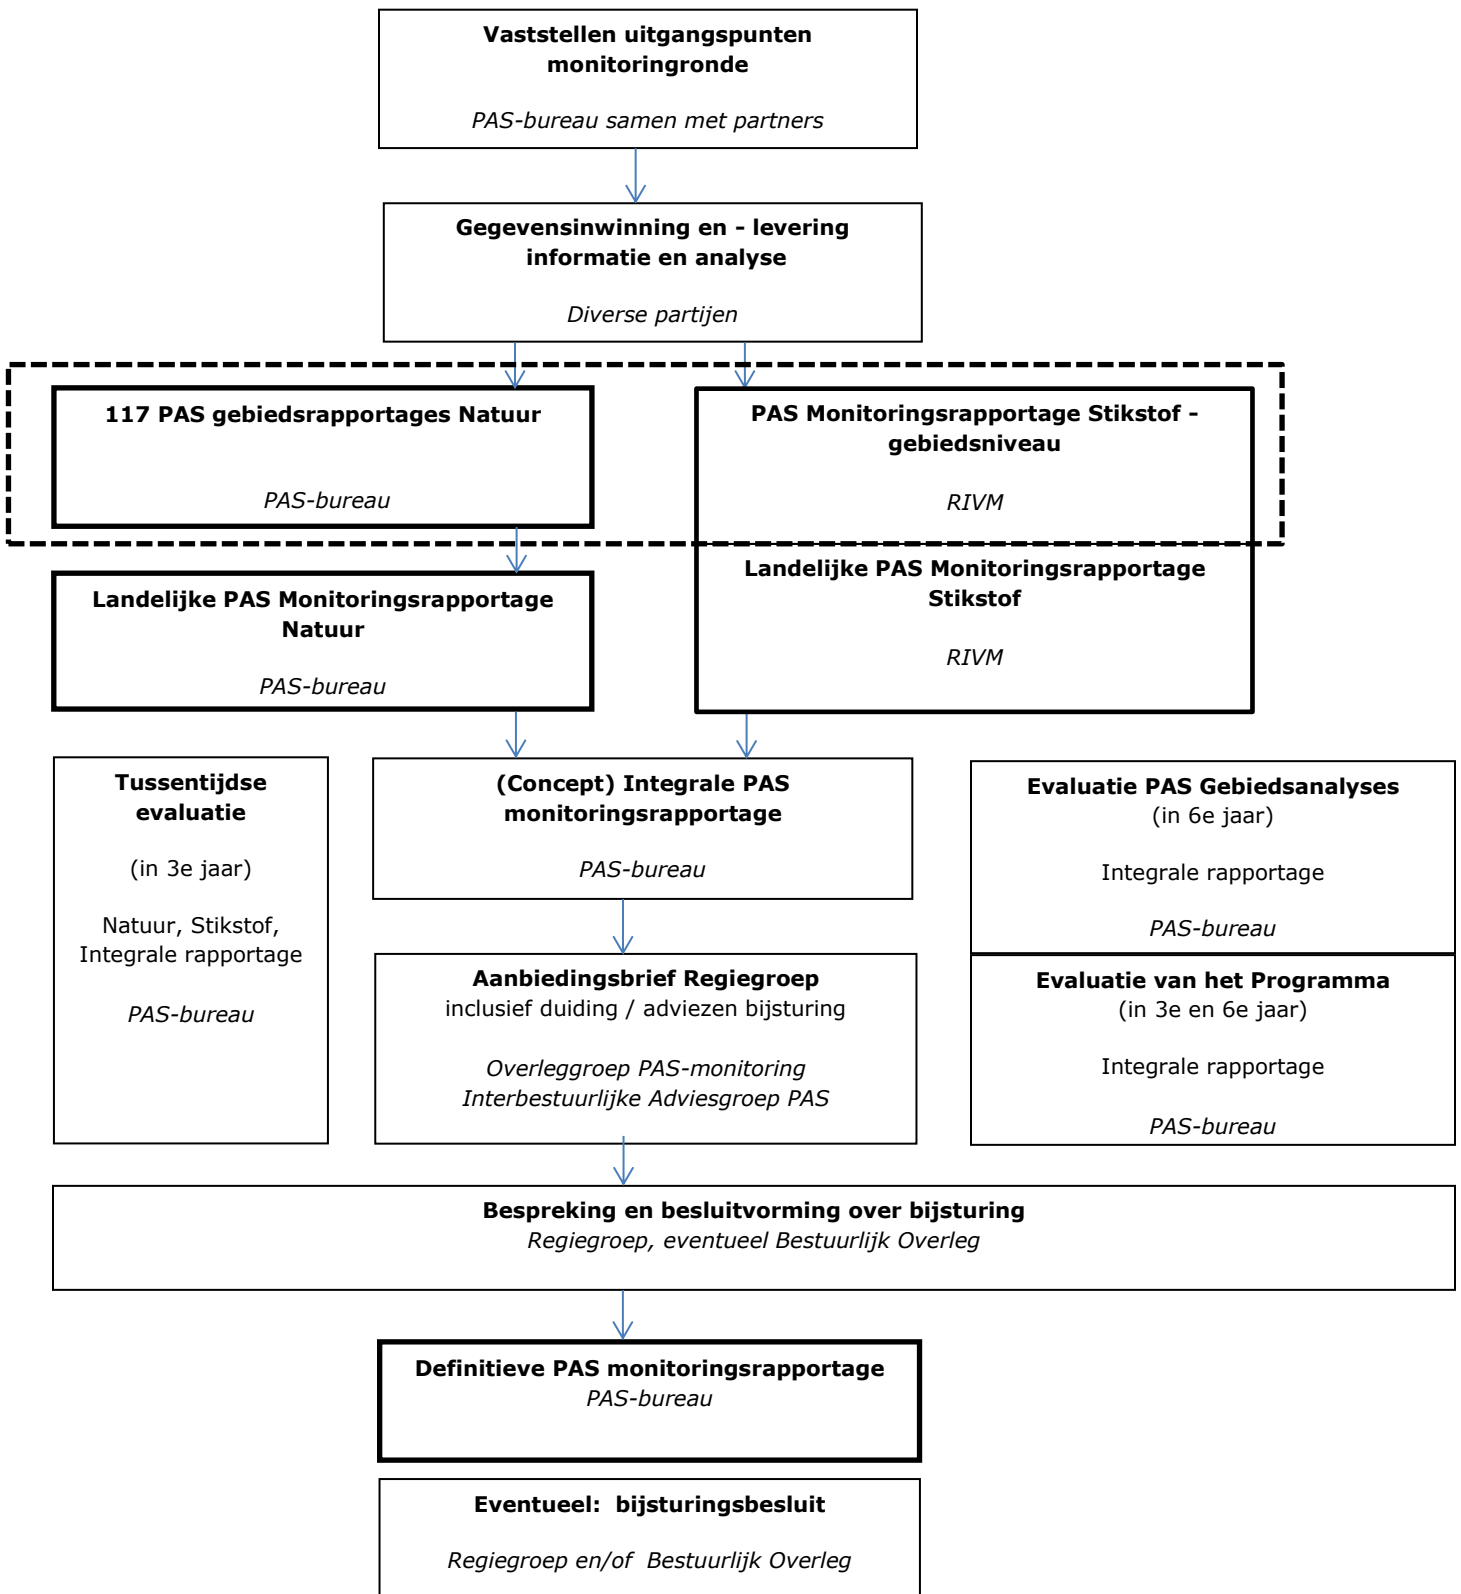 Vaststellen uitgangspunten
monitoringronde
PAS-bureau samen met partners
Gegevensinwinning en - levering
informatie en analyse
Diverse partijen
117 PAS gebiedsrapportages Natuur
PAS-bureau
PAS Monitoringsrapportage Stikstof -
gebiedsniveau
RIVM
Landelijke PAS Monitoringsrapportage
Natuur
PAS-bureau
Landelijke PAS Monitoringsrapportage
Stikstof
RIVM
Tussentijdse
evaluatie
(in 3e jaar)
Natuur, Stikstof,
Integrale rapportage
PAS-bureau
(Concept) Integrale PAS
monitoringsrapportage
PAS-bureau
Evaluatie PAS Gebiedsanalyses
(in 6e jaar)
Integrale rapportage
PAS-bureau
Aanbiedingsbrief Regiegroep
inclusief duiding / adviezen bijsturing
Overleggroep PAS-monitoring
Interbestuurlijke Adviesgroep PAS
Evaluatie van het Programma
(in 3e en 6e jaar)
Integrale rapportage
PAS-bureau
Bespreking en besluitvorming over bijsturing
Regiegroep, eventueel Bestuurlijk Overleg
Definitieve PAS monitoringsrapportage
PAS-bureau
Eventueel:  bijsturingsbesluit
Regiegroep en/of  Bestuurlijk Overleg